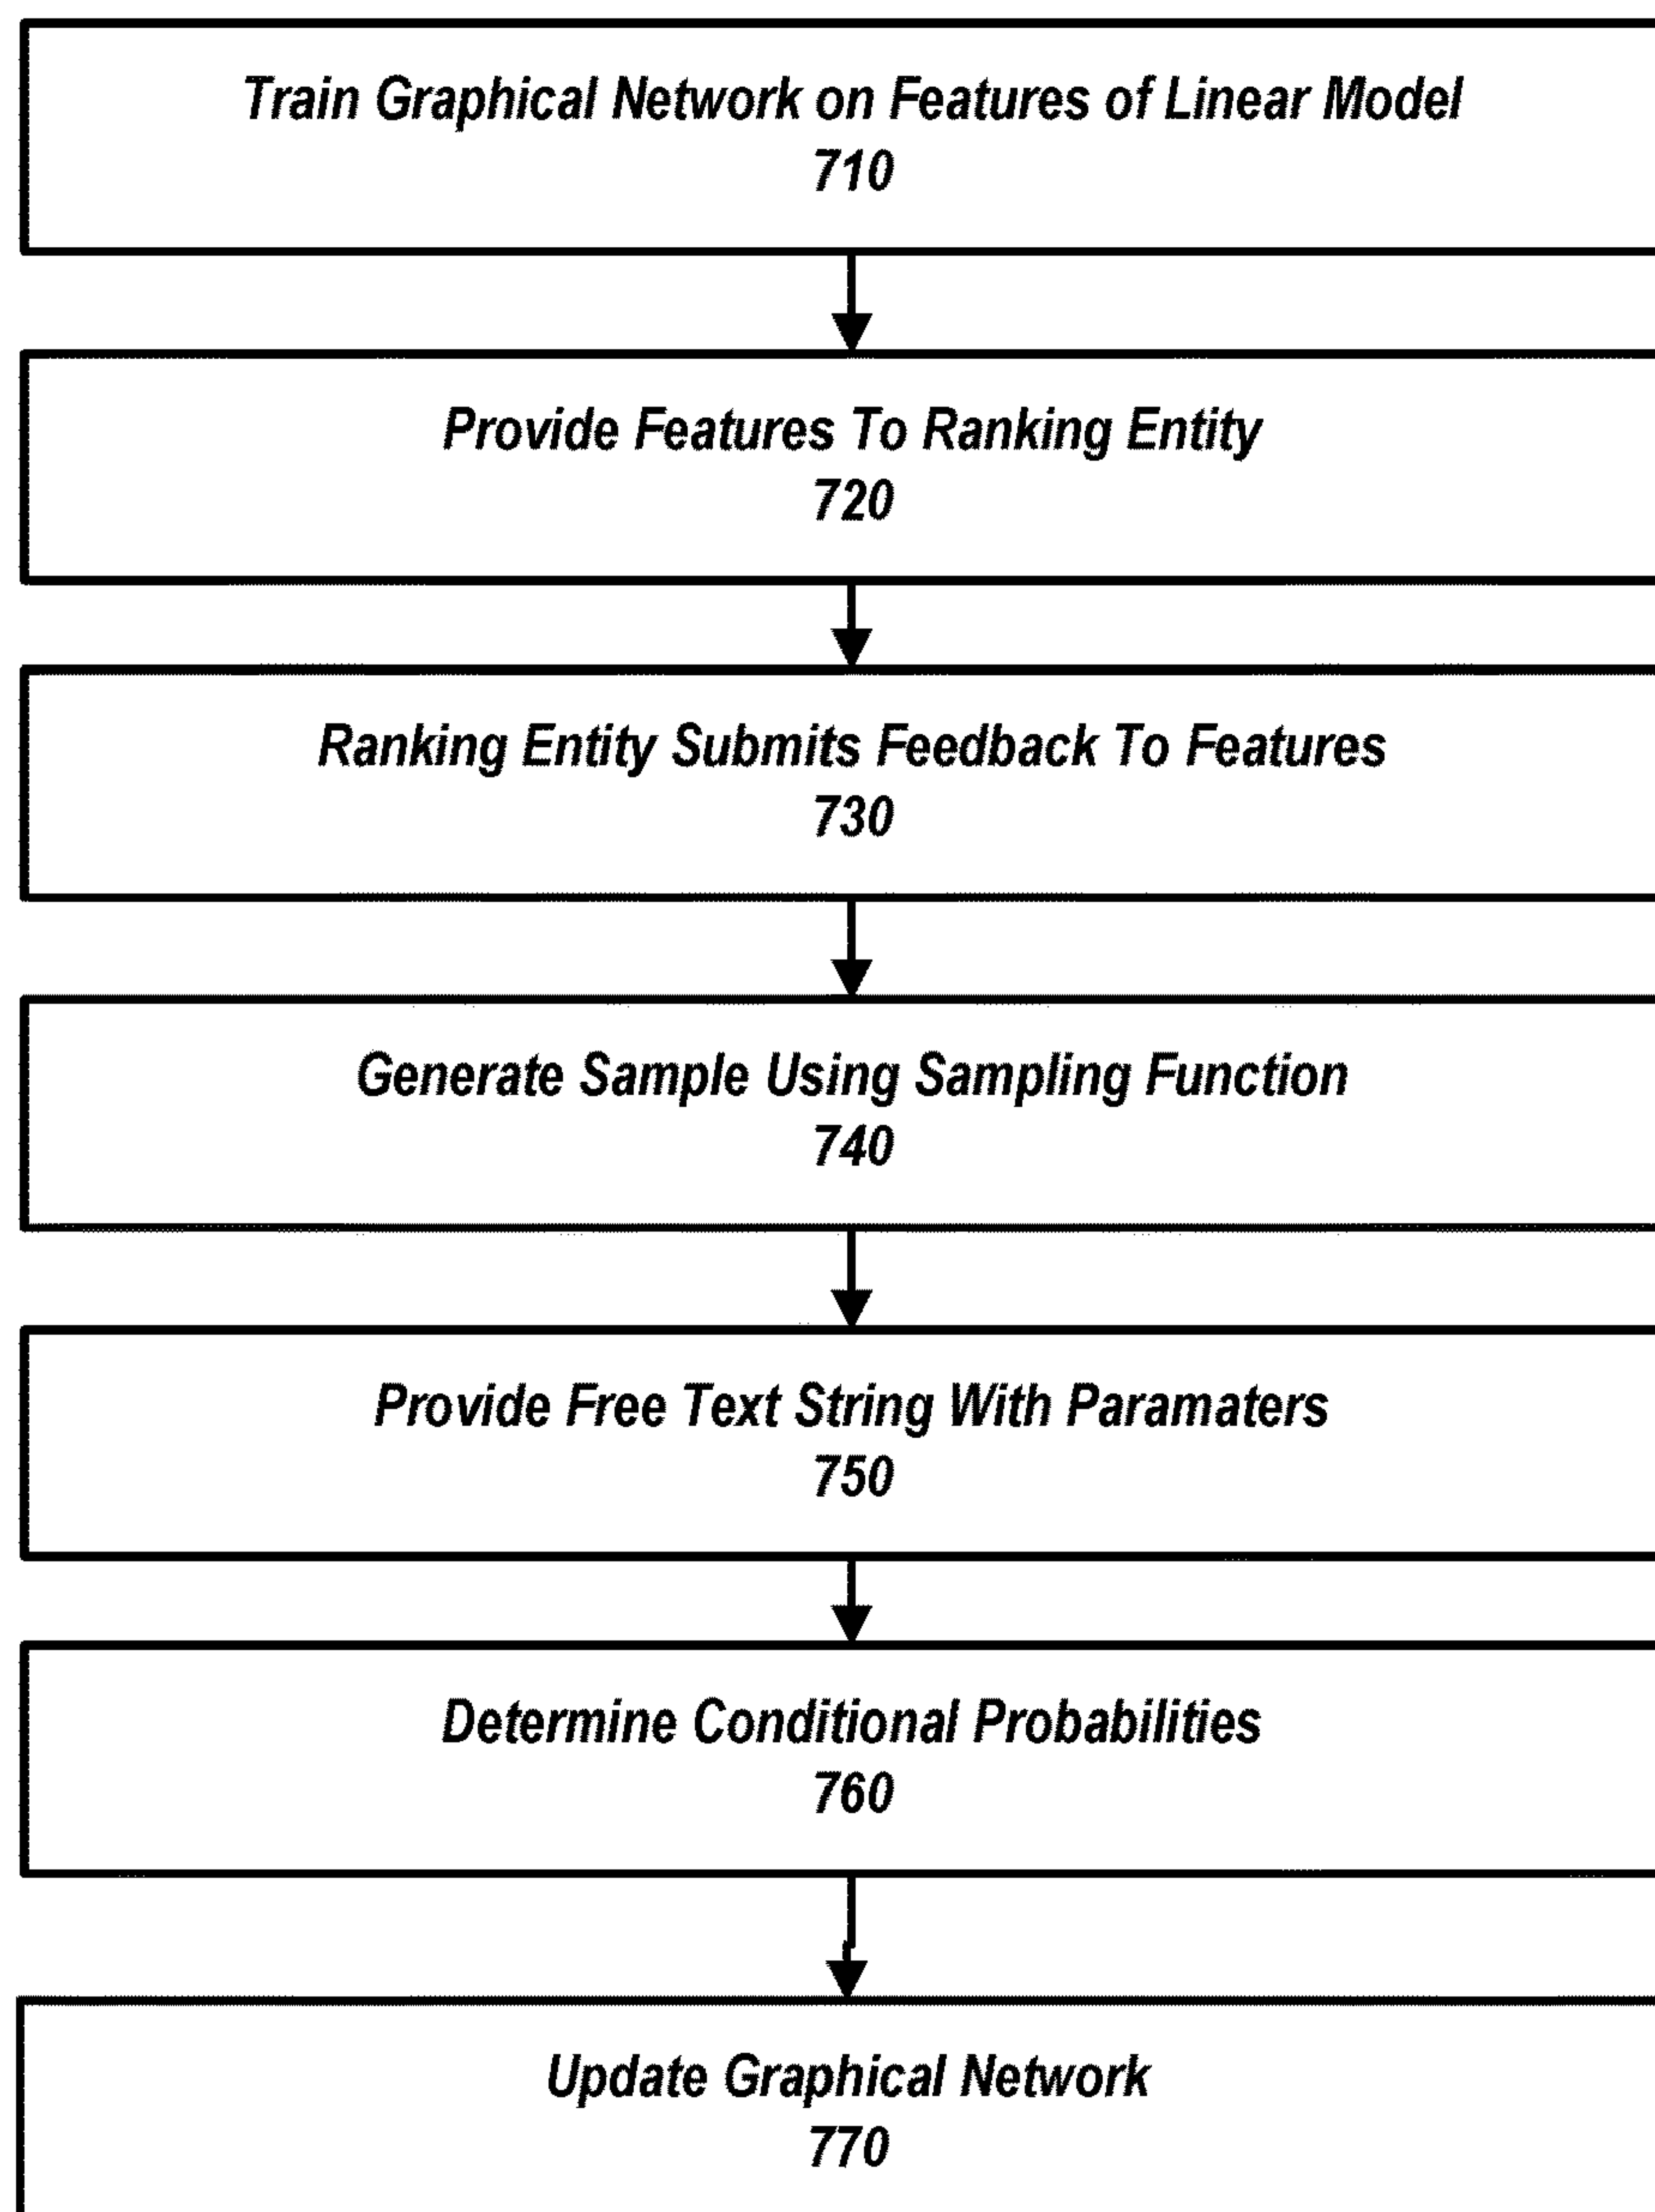 Train Graphical Network on Features of Linear Model
710
Provide Features To Ranking Entity
720
Ranking Entity Submits Feedback To Features
730
Generate Sample Using Sampling Function
740
Provide Free Text String With Paramaters
750
Determine Conditional Probabilities
760
Update Graphical Network
770